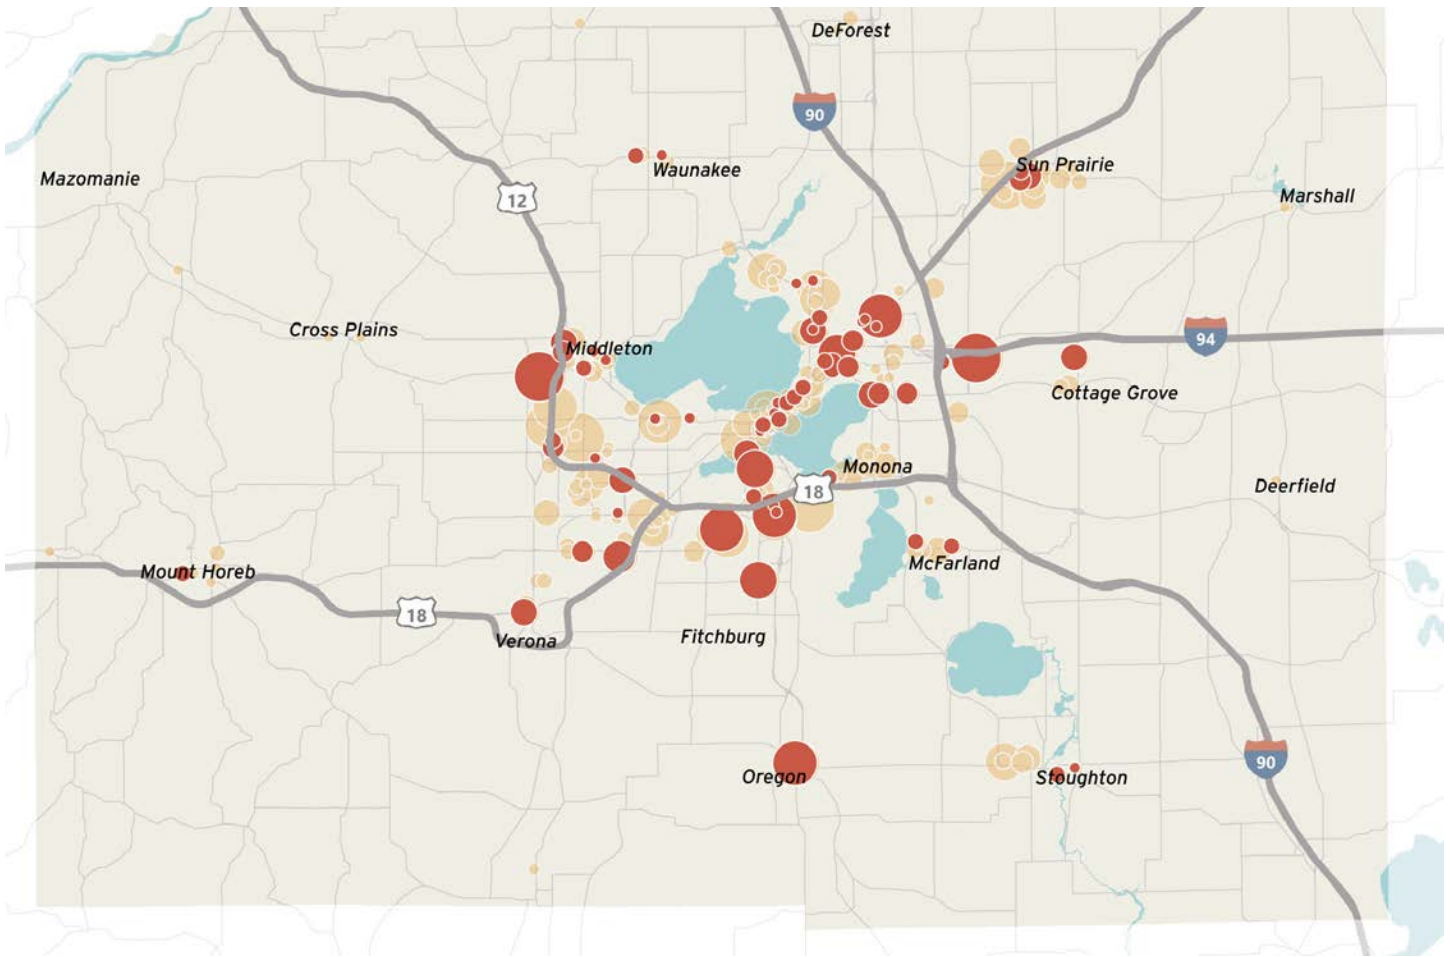 DeForest
90
Sun Prairie
Waunakee
Mazomanie
12
Marshall
Cross Plains
Middleton
94
Cottage Grove
Monona
18
Deerfield
McFarland
Mount Horeb
18
Verona
Fitchburg
90
Oregon
Stoughton